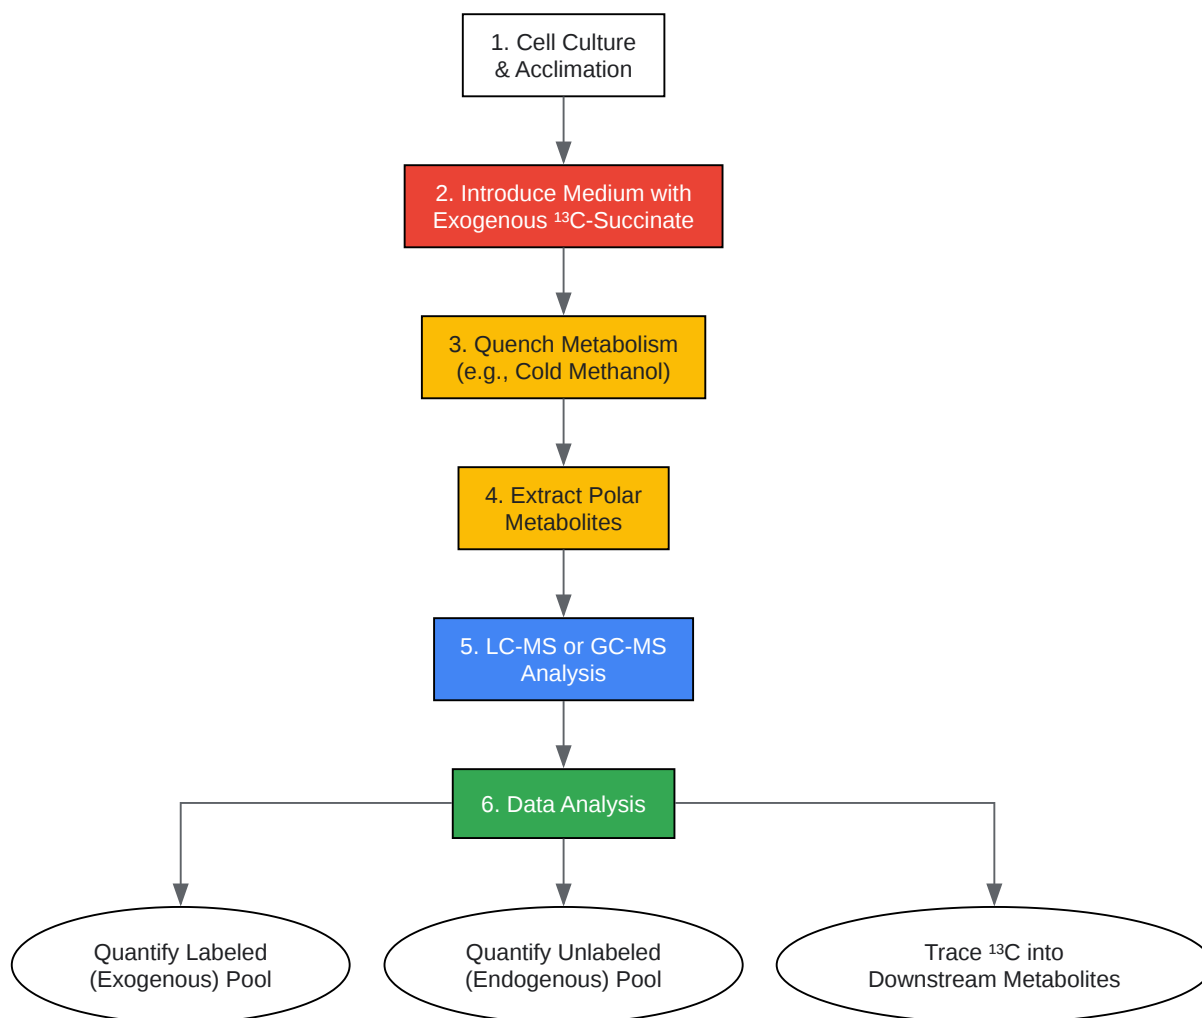 1. Cell Culture
& Acclimation
2. Introduce Medium with
Exogenous ¹³C-Succinate
3. Quench Metabolism
(e.g., Cold Methanol)
4. Extract Polar
Metabolites
5. LC-MS or GC-MS
Analysis
6. Data Analysis
Quantify Labeled
(Exogenous) Pool
Quantify Unlabeled
(Endogenous) Pool
Trace ¹³C into
Downstream Metabolites